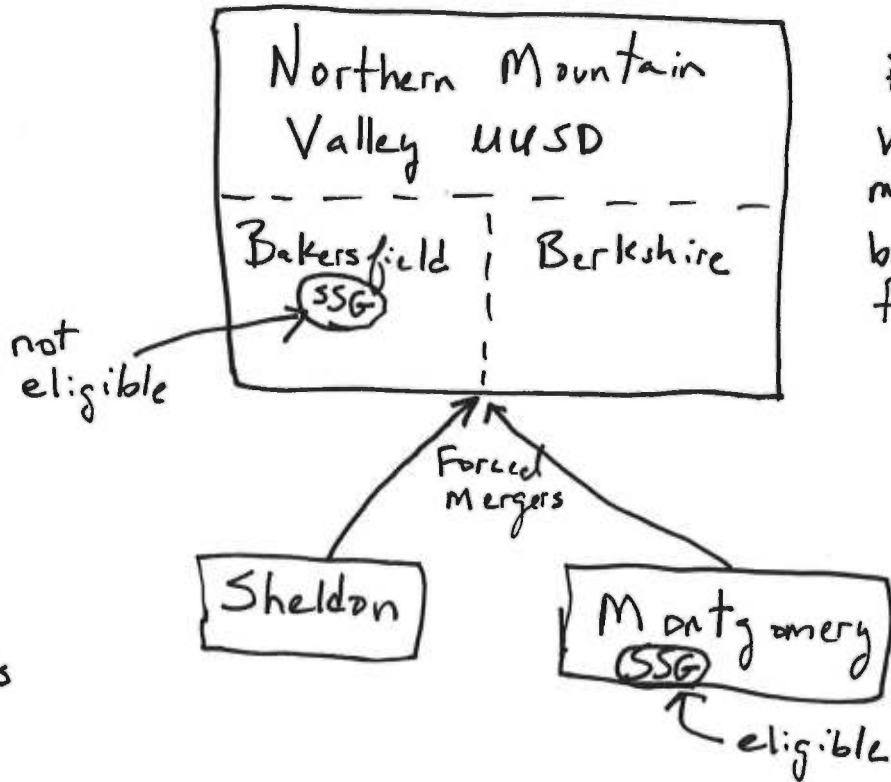 Northern Mountain
Valley UUSD
Bakersfield
SSG
Berkshire
not
eligible
Forced
Mergers
Sheldon
Montgomery
SSG
eligible